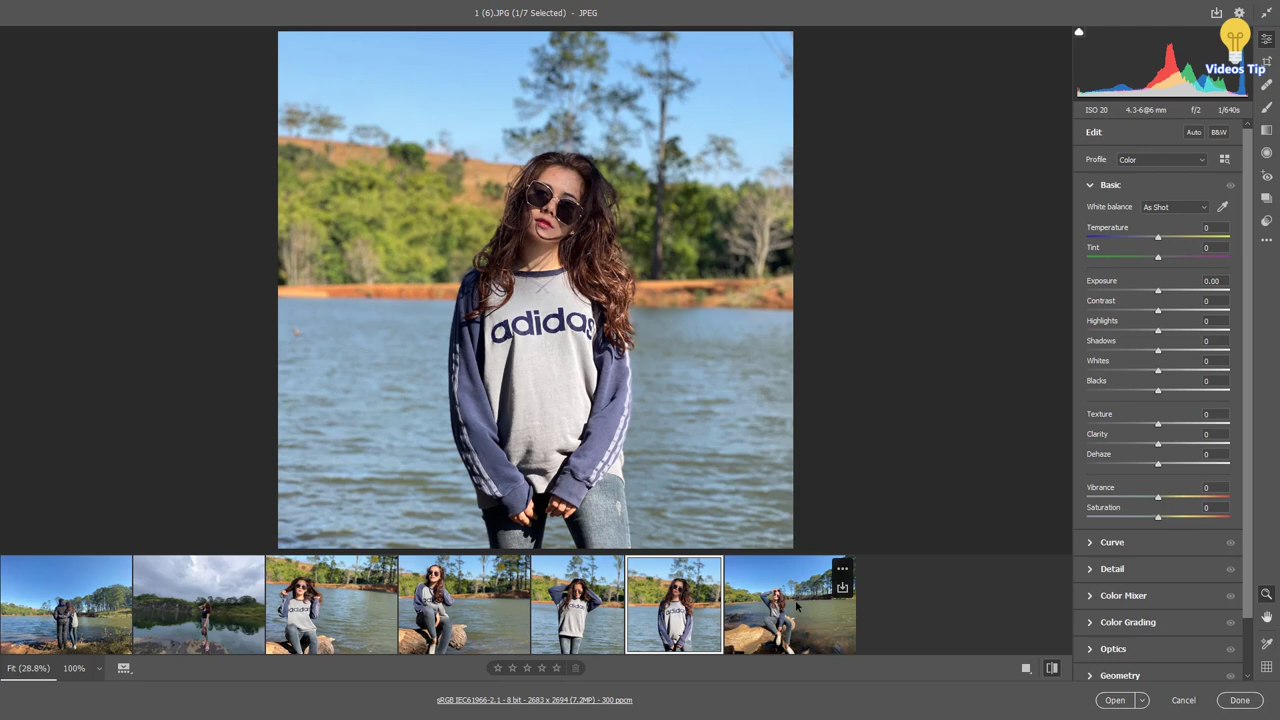 1 (6).JPG (1/7 Selected) - JPEG
Videos Tip
ISO 20 4.3-6@6 mm f/2 1/640s
Edit Auto B&W
Profile Color
Basic
White balance As Shot
Temperature 0
Tint 0
Exposure 0.00
Contrast 0
Highlights 0
Shadows 0
Whites 0
Blacks 0
Texture 0
Clarity 0
Dehaze 0
Vibrance 0
Saturation 0
Curve
Detail
Color Mixer
Color Grading
Optics
Geometry
adidas
Fit (28.8%) 100%
sRGB IEC61966-2.1 - 8 bit - 2683 x 2694 (7.2MP) - 300 ppcm
Open Cancel Done